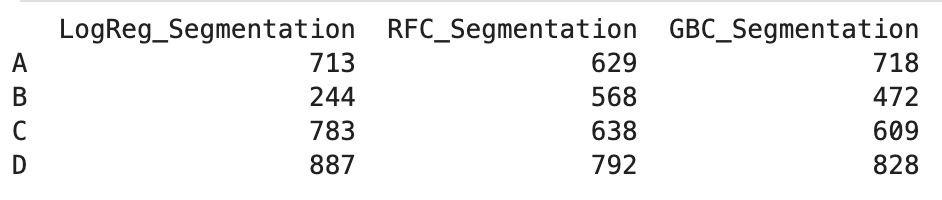 LogReg_Segmentation RFC_Segmentation GBC_Segmentation
A 713 629 718
B 244 568 472
C 783 638 609
D 887 792 828